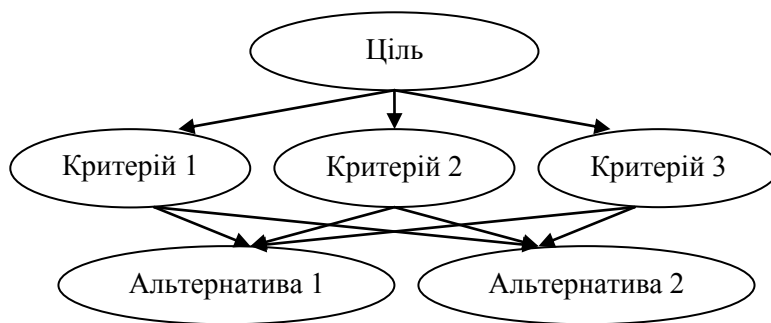 Ціль
Критерій 1
Критерій 2
Критерій 3
Альтернатива 1
Альтернатива 2